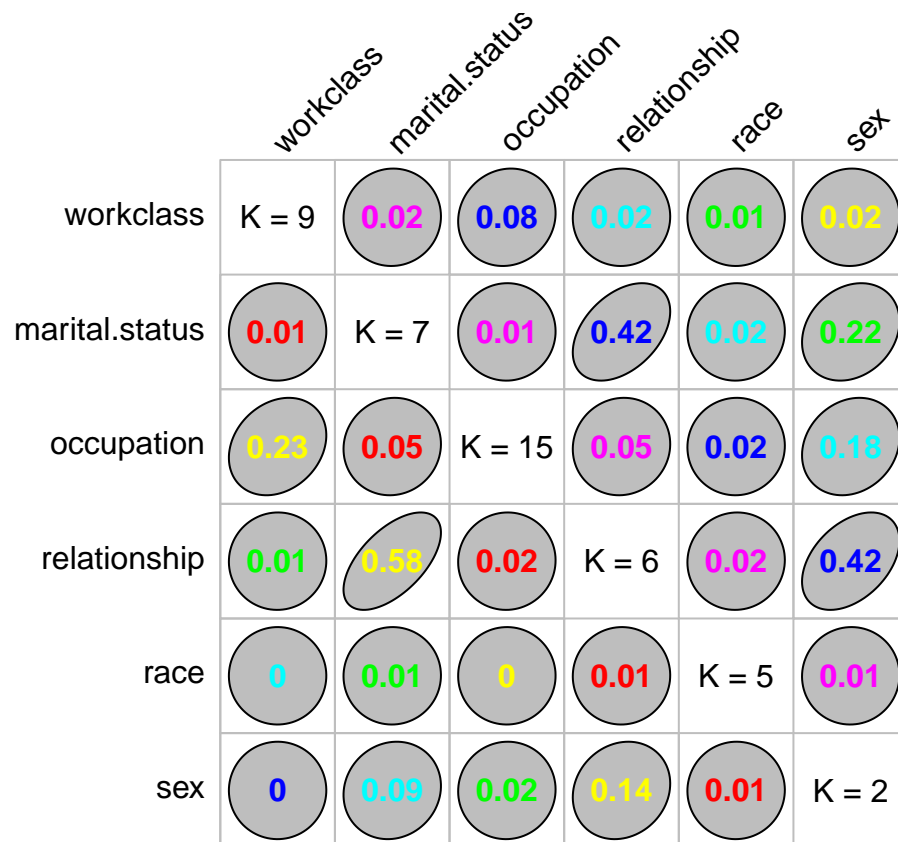 workclass marital.status occupation relationship race sex
workclass K = 9 0.02 0.08 0.02 0.01 0.02
marital.status 0.01 K = 7 0.01 0.42 0.02 0.22
occupation 0.23 0.05 K = 15 0.05 0.02 0.18
relationship 0.01 0.58 0.02 K = 6 0.02 0.42
race 0 0.01 0 0.01 K = 5 0.01
sex 0 0.09 0.02 0.14 0.01 K = 2